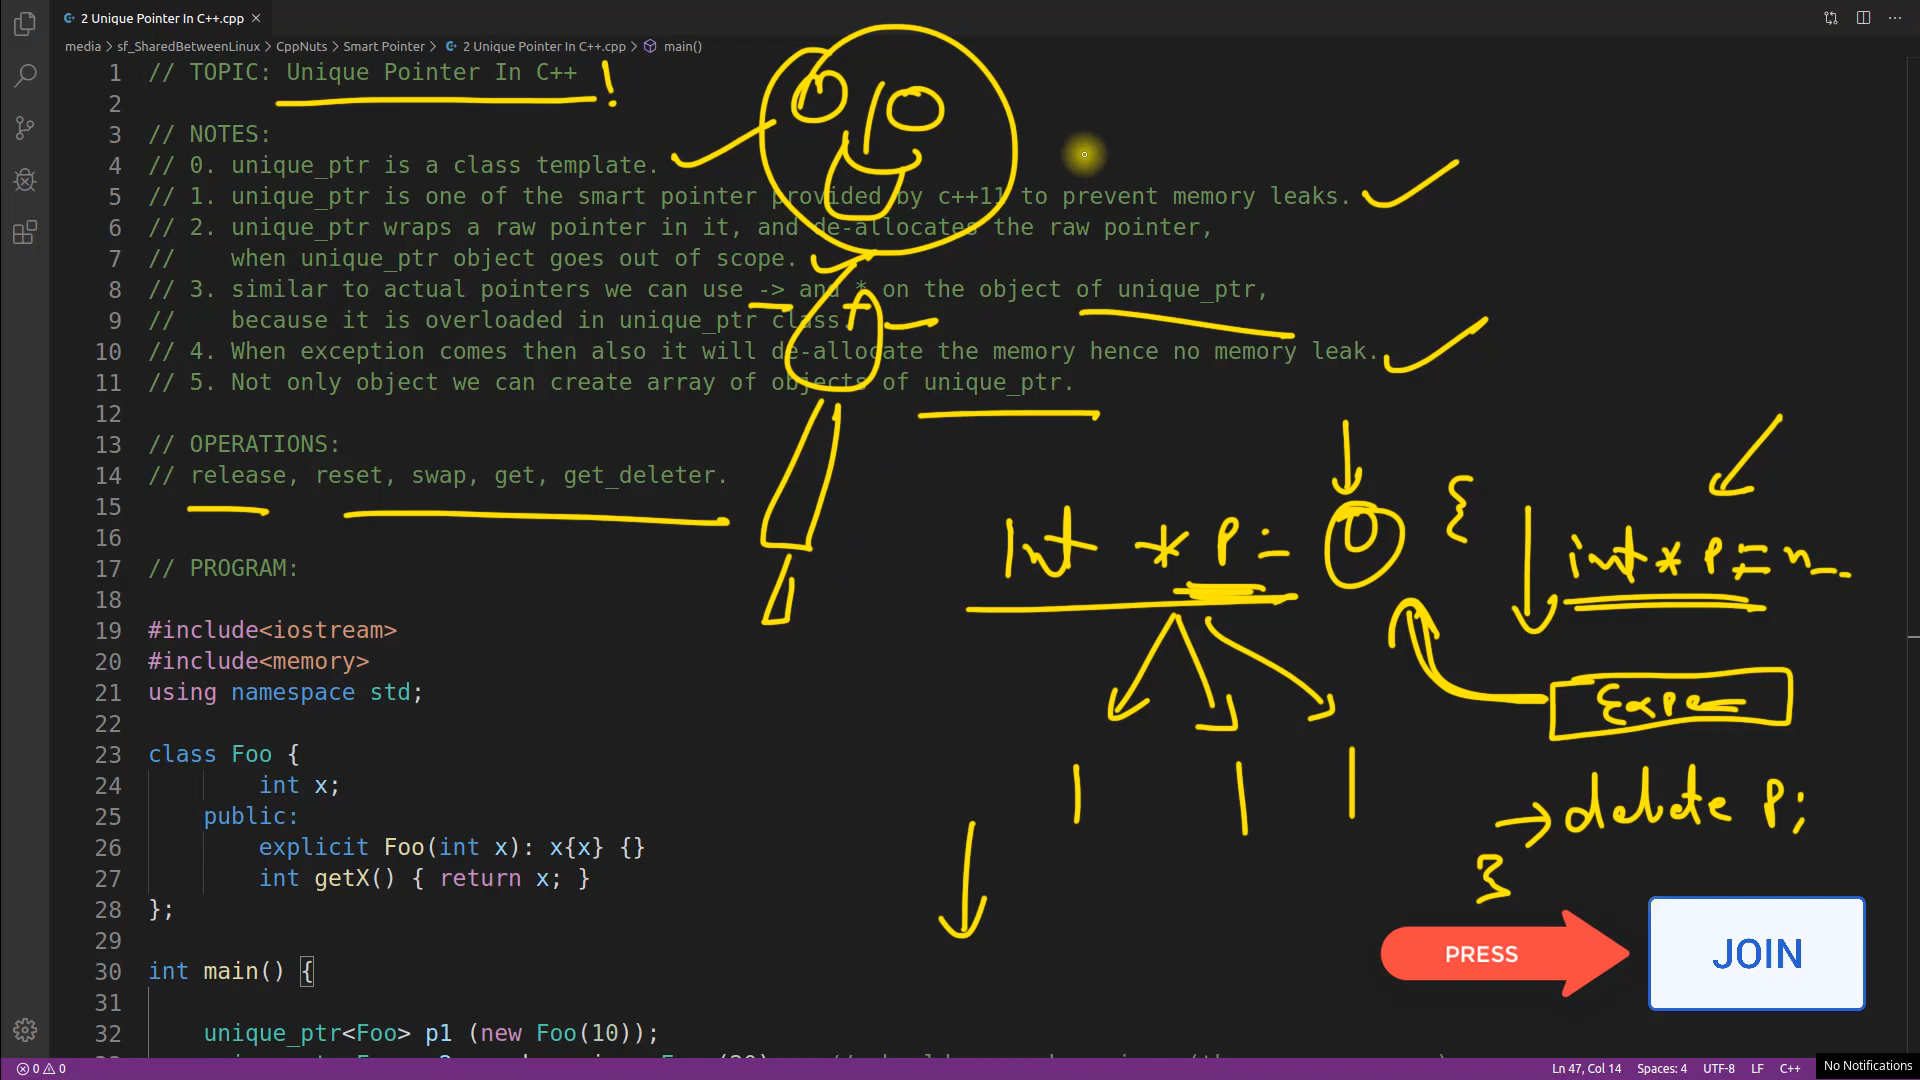 2 Unique Pointer In C++.cpp
media > sf_SharedBetweenLinux > CppNuts > Smart Pointer > 2 Unique Pointer In C++.cpp > main()
1 // TOPIC: Unique Pointer In C++ !
2
3 // NOTES:
4 // 0. unique_ptr is a class template.
5 // 1. unique_ptr is one of the smart pointer provided by c++11 to prevent memory leaks.
6 // 2. unique_ptr wraps a raw pointer in it, and de-allocates the raw pointer,
7 //    when unique_ptr object goes out of scope.
8 // 3. similar to actual pointers we can use -> and * on the object of unique_ptr,
9 //    because it is overloaded in unique_ptr class.
10 // 4. When exception comes then also it will de-allocate the memory hence no memory leak.
11 // 5. Not only object we can create array of objects of unique_ptr.
12
13 // OPERATIONS:
14 // release, reset, swap, get, get_deleter.
15
16
17 // PROGRAM:
18
19 #include<iostream>
20 #include<memory>
21 using namespace std;
22
23 class Foo {
24         int x;
25     public:
26         explicit Foo(int x): x{x} {}
27         int getX() { return x; }
28 };
29
30 int main() {
31
32     unique_ptr<Foo> p1 (new Foo(10));
Int * P =
{
int * P = n
delete P;
}
PRESS
JOIN
0 0
Ln 47, Col 14
Spaces: 4
UTF-8
LF
C++
No Notifications